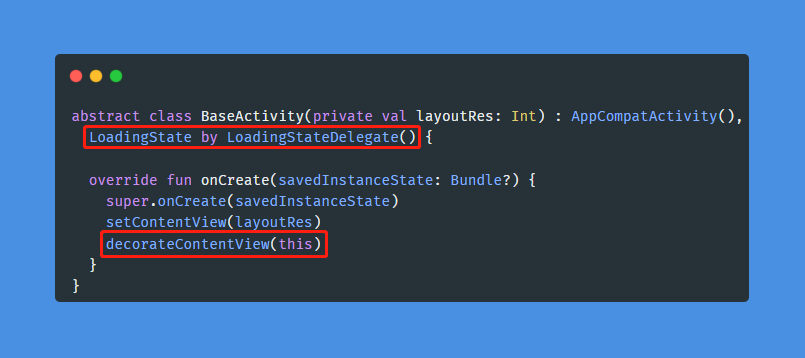 abstract class BaseActivity(private val layoutRes: Int) : AppCompatActivity(),
  LoadingState by LoadingStateDelegate() {
  override fun onCreate(savedInstanceState: Bundle?) {
    super.onCreate(savedInstanceState)
    setContentView(layoutRes)
    decorateContentView(this)
  }
}